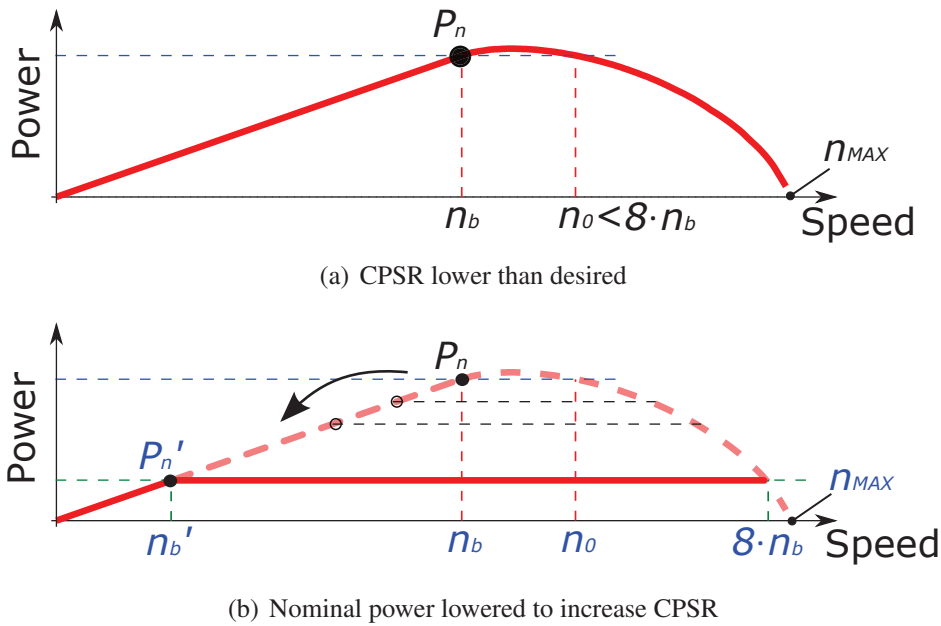 Power
Pn
nMAX
nb
n0<8·nb
Speed
(a) CPSR lower than desired
Power
Pn
Pn'
nMAX
nb'
nb
n0
8·nb
Speed
(b) Nominal power lowered to increase CPSR